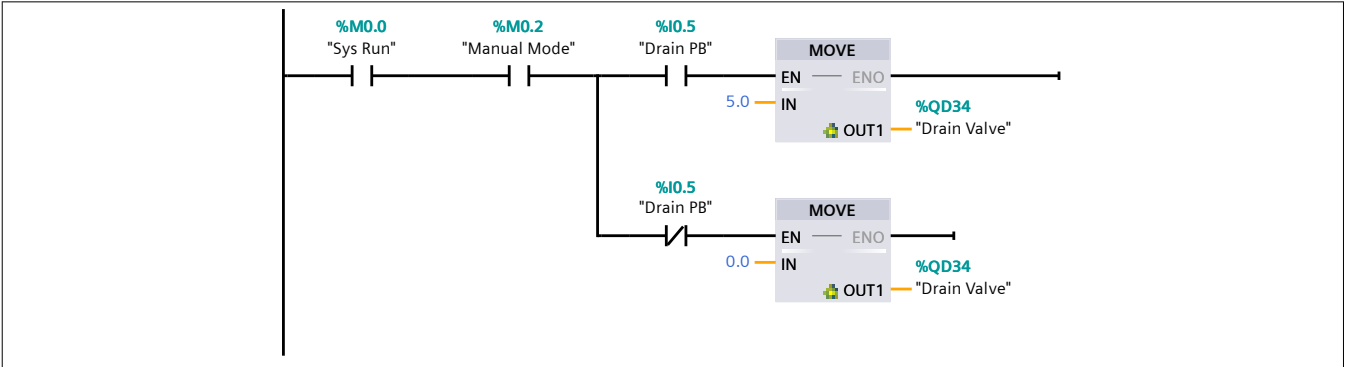 %M0.0 %M0.2 %I0.5
"Sys Run" "Manual Mode" "Drain PB" MOVE
EN ENO
5.0 IN %QD34
OUT1 "Drain Valve"
%I0.5
"Drain PB" MOVE
EN ENO
0.0 IN %QD34
OUT1 "Drain Valve"